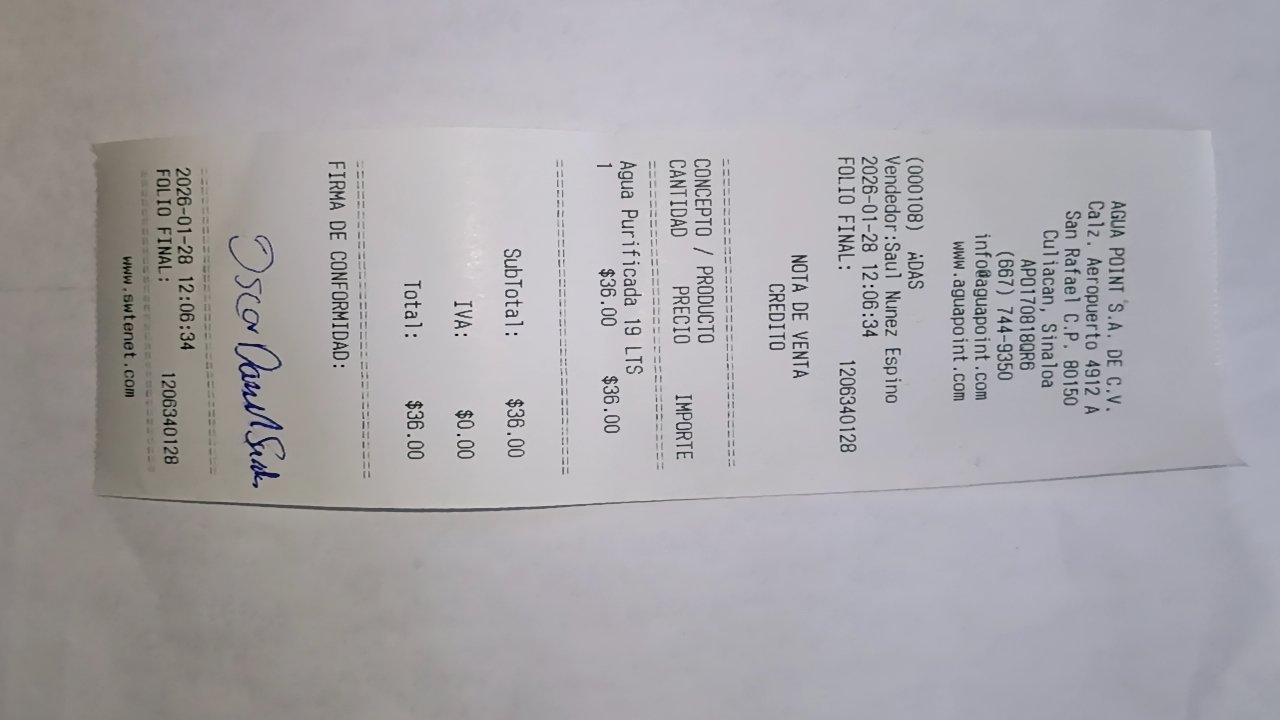 AGUA POINT S.A. DE C.V.
Calz. Aeropuerto 4912 A
San Rafael C.P. 80150
Culiacan, Sinaloa
APO170818QR6
(667) 744-9350
info@aguapoint.com
www.aguapoint.com
(000108) ADAS
Vendedor:Saul Nunez Espino
2026-01-28 12:06:34
FOLIO FINAL: 1206340128
NOTA DE VENTA
CREDITO
CONCEPTO / PRODUCTO
CANTIDAD PRECIO IMPORTE
Agua Purificada 19 LTS
1 $36.00 $36.00
SubTotal: $36.00
IVA: $0.00
Total: $36.00
FIRMA DE CONFORMIDAD:
Oscar
2026-01-28 12:06:34
FOLIO FINAL: 1206340128
www.swtenet.com